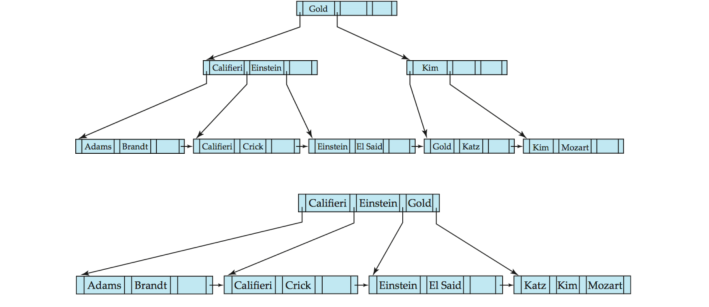 Gold
Califieri Einstein
Kim
Adams Brandt Califieri Crick Einstein El Said Gold Katz Kim Mozart
Califieri Einstein Gold
Adams Brandt Califieri Crick Einstein El Said Katz Kim Mozart